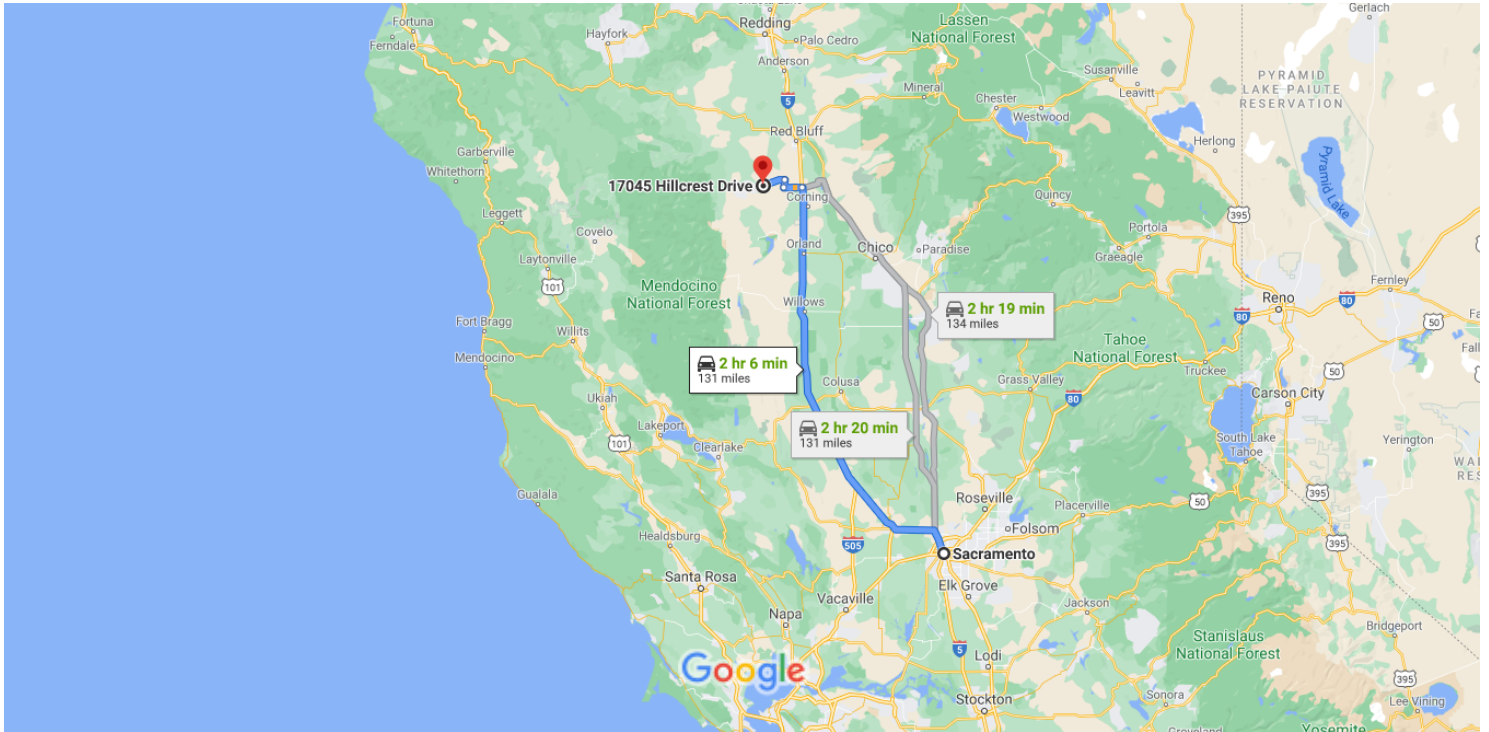 Fortuna
Ferndale
Hayfork
Redding
Palo Cedro
Anderson
Lassen
National Forest
Gerlach
Susanville
Leavitt
PYRAMID
LAKE PAIUTE
RESERVATION
5
Mineral
Chester
Westwood
Red Bluff
Herlong
Pyramid Lake
Garberville
Whitethorn
17045 Hillcrest Drive
Corning
Quincy
395
Leggett
Covelo
Orland
Chico
Paradise
Portola
Graeagle
Laytonville
101
Mendocino
National Forest
Willows
2 hr 19 min
134 miles
Reno
Fernley
80
80
50
Fort Bragg
Willits
Mendocino
Tahoe
National Forest
Truckee
2 hr 6 min
131 miles
Colusa
Grass Valley
80
50
Carson City
Ukiah
Lakeport
101
Clearlake
2 hr 20 min
131 miles
South Lake
Tahoe
Yerington
Gualala
Roseville
Placerville
50
395
Folsom
Healdsburg
505
Sacramento
395
Santa Rosa
Vacaville
Elk Grove
Jackson
Napa
Bridgeport
Stanislaus
National Forest
5
Lodi
Google
Stockton
Sonora
395
Lee Vining
Groveland
Yosemite